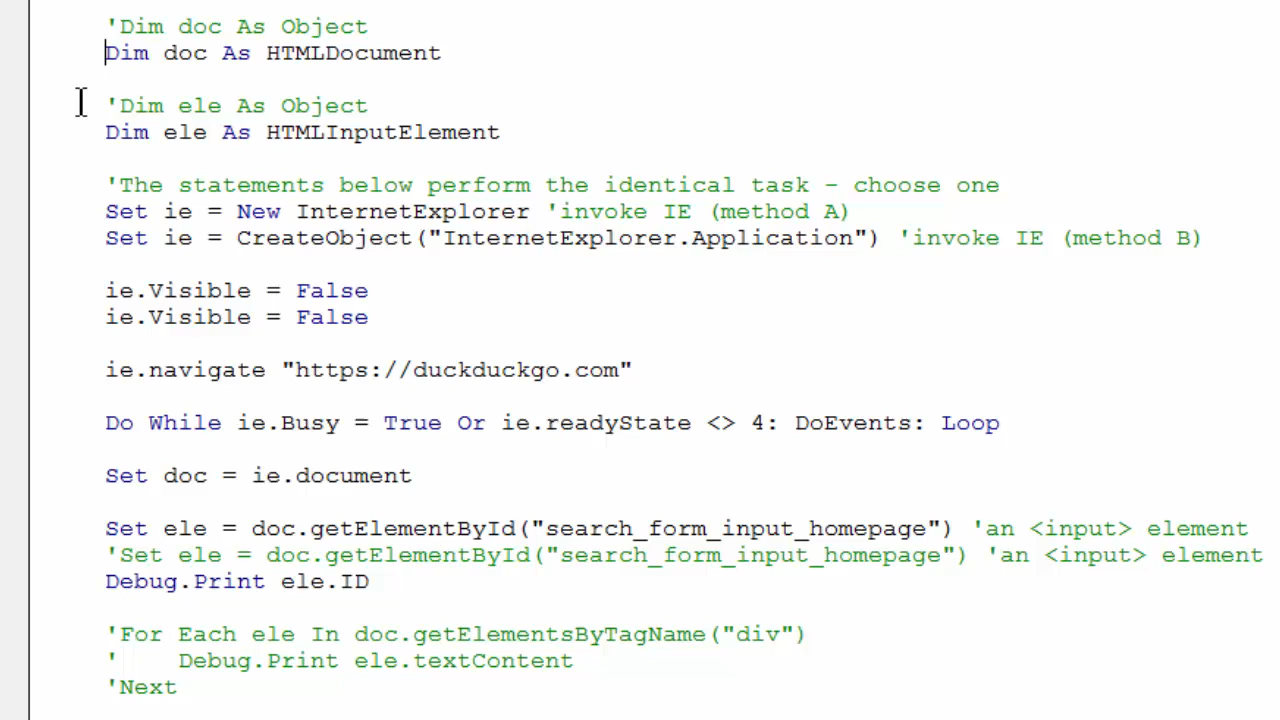 'Dim doc As Object
Dim doc As HTMLDocument
'Dim ele As Object
Dim ele As HTMLInputElement
'The statements below perform the identical task - choose one
Set ie = New InternetExplorer 'invoke IE (method A)
Set ie = CreateObject("InternetExplorer.Application") 'invoke IE (method B)
ie.Visible = False
ie.Visible = False
ie.navigate "https://duckduckgo.com"
Do While ie.Busy = True Or ie.readyState <> 4: DoEvents: Loop
Set doc = ie.document
Set ele = doc.getElementById("search_form_input_homepage") 'an <input> element
'Set ele = doc.getElementById("search_form_input_homepage") 'an <input> element
Debug.Print ele.ID
'For Each ele In doc.getElementsByTagName("div")
'    Debug.Print ele.textContent
'Next